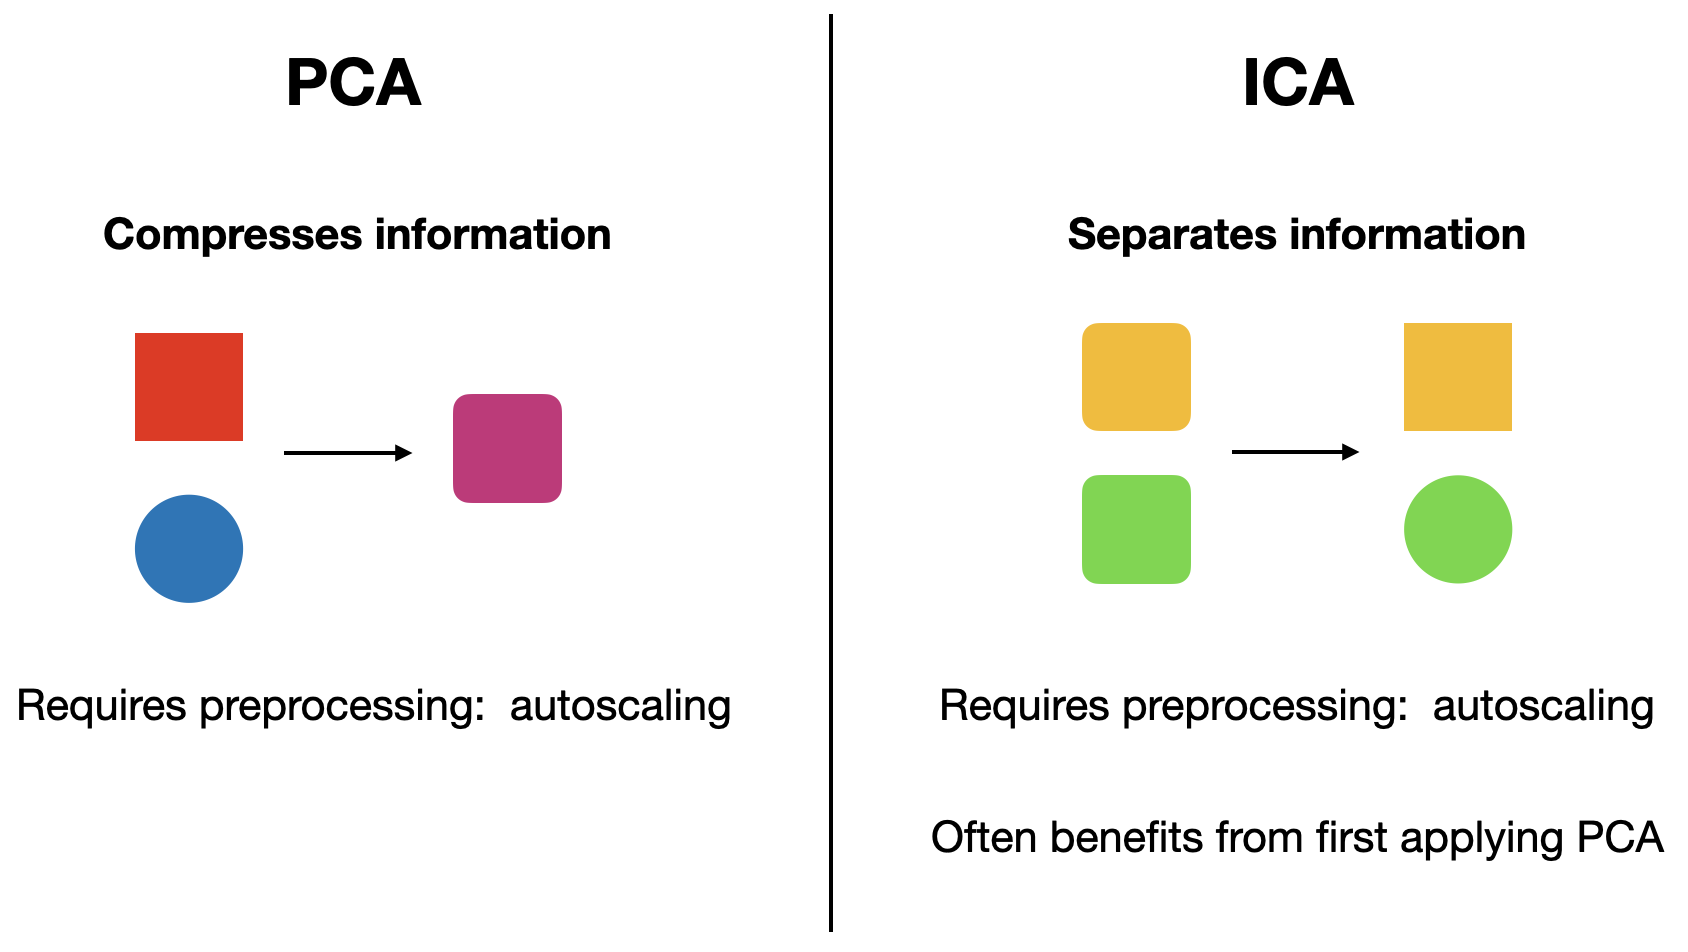 PCA
Compresses information
Requires preprocessing:  autoscaling
ICA
Separates information
Requires preprocessing:  autoscaling
Often benefits from first applying PCA